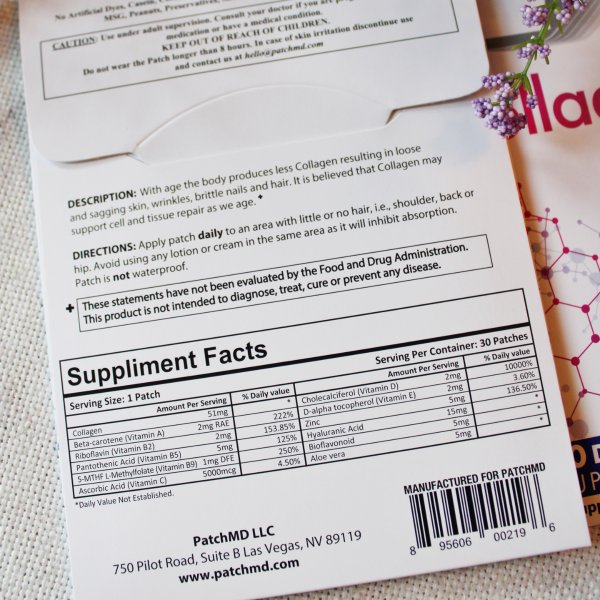 No Artificial Dyes, Casein,
MSG, Peanuts, Preservatives,
CAUTION: Use under adult supervision. Consult your doctor if you are
medication or have a medical condition.
KEEP OUT OF REACH OF CHILDREN.
Do not wear the Patch longer than 8 hours. In case of skin irritation discontinue use
and contact us at hello@patchmd.com
llag
DESCRIPTION: With age the body produces less Collagen resulting in loose
and sagging skin, wrinkles, brittle nails and hair. It is believed that Collagen may
support cell and tissue repair as we age. +
DIRECTIONS: Apply patch daily to an area with little or no hair, i.e., shoulder, back or
hip. Avoid using any lotion or cream in the same area as it will inhibit absorption.
Patch is not waterproof.
+ These statements have not been evaluated by the Food and Drug Administration.
This product is not intended to diagnose, treat, cure or prevent any disease.
Suppliment Facts
Serving Size: 1 Patch Serving Per Container: 30 Patches
Amount Per Serving % Daily value Amount Per Serving % Daily value
Collagen 51mg * Cholecalciferol (Vitamin D) 2mg 10000%
Beta-carotene (Vitamin A) 2mg RAE 222% D-alpha tocopherol (Vitamin E) 2mg 3.60%
Riboflavin (Vitamin B2) 2mg 153.85% Zinc 5mg 136.50%
Pantothenic Acid (Vitamin B5) 5mg 125% Hyaluronic Acid 15mg *
5-MTHF L-Methylfolate (Vitamin B9) 1mg DFE 250% Bioflavonoid 5mg *
Ascorbic Acid (Vitamin C) 5000mcg 4.50% Aloe vera 5mg *
*Daily Value Not Established.
PatchMD LLC
750 Pilot Road, Suite B Las Vegas, NV 89119
www.patchmd.com
MANUFACTURED FOR PATCHMD
8 95606 00219 6